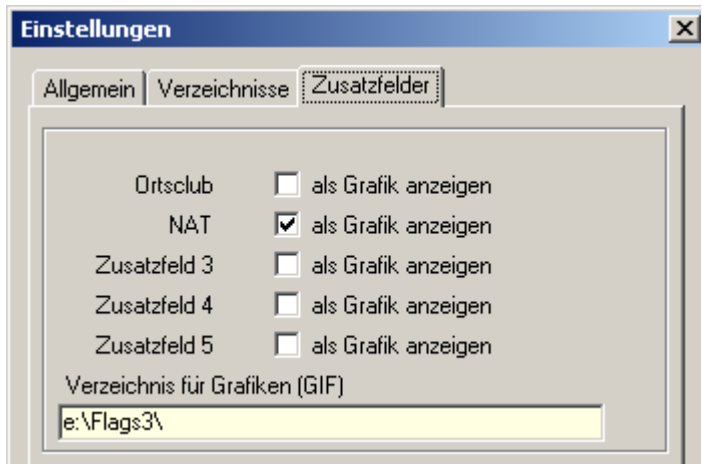 Einstellungen
Allgemein Verzeichnisse Zusatzfelder
Ortsclub als Grafik anzeigen
NAT als Grafik anzeigen
Zusatzfeld 3 als Grafik anzeigen
Zusatzfeld 4 als Grafik anzeigen
Zusatzfeld 5 als Grafik anzeigen
Verzeichnis für Grafiken (GIF)
e:\Flags3\